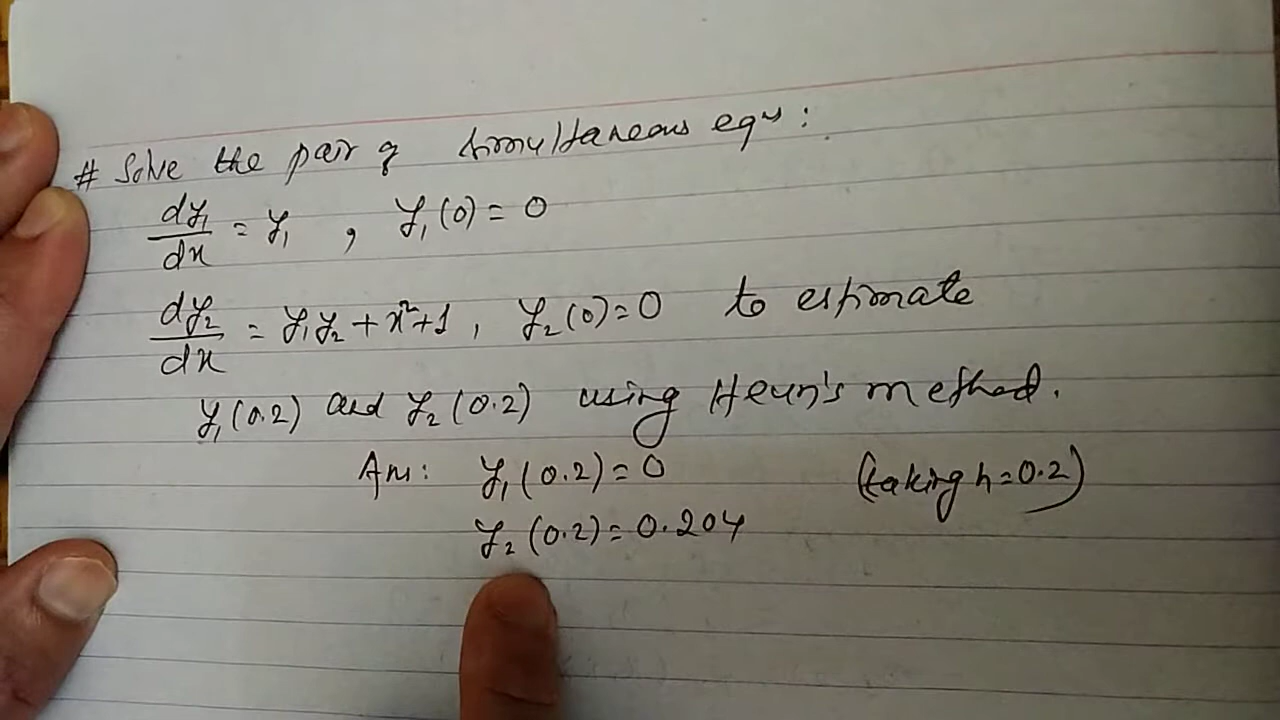 # Solve the pair of simultaneous eqns:
dy₁/dx = y₁ , y₁(0) = 0
dy₂/dx = y₁y₂ + x² + 1, y₂(0) = 0 to estimate
y₁(0.2) and y₂(0.2) using Heun's method.
Ans: y₁(0.2) = 0 (taking h = 0.2)
y₂(0.2) = 0.204